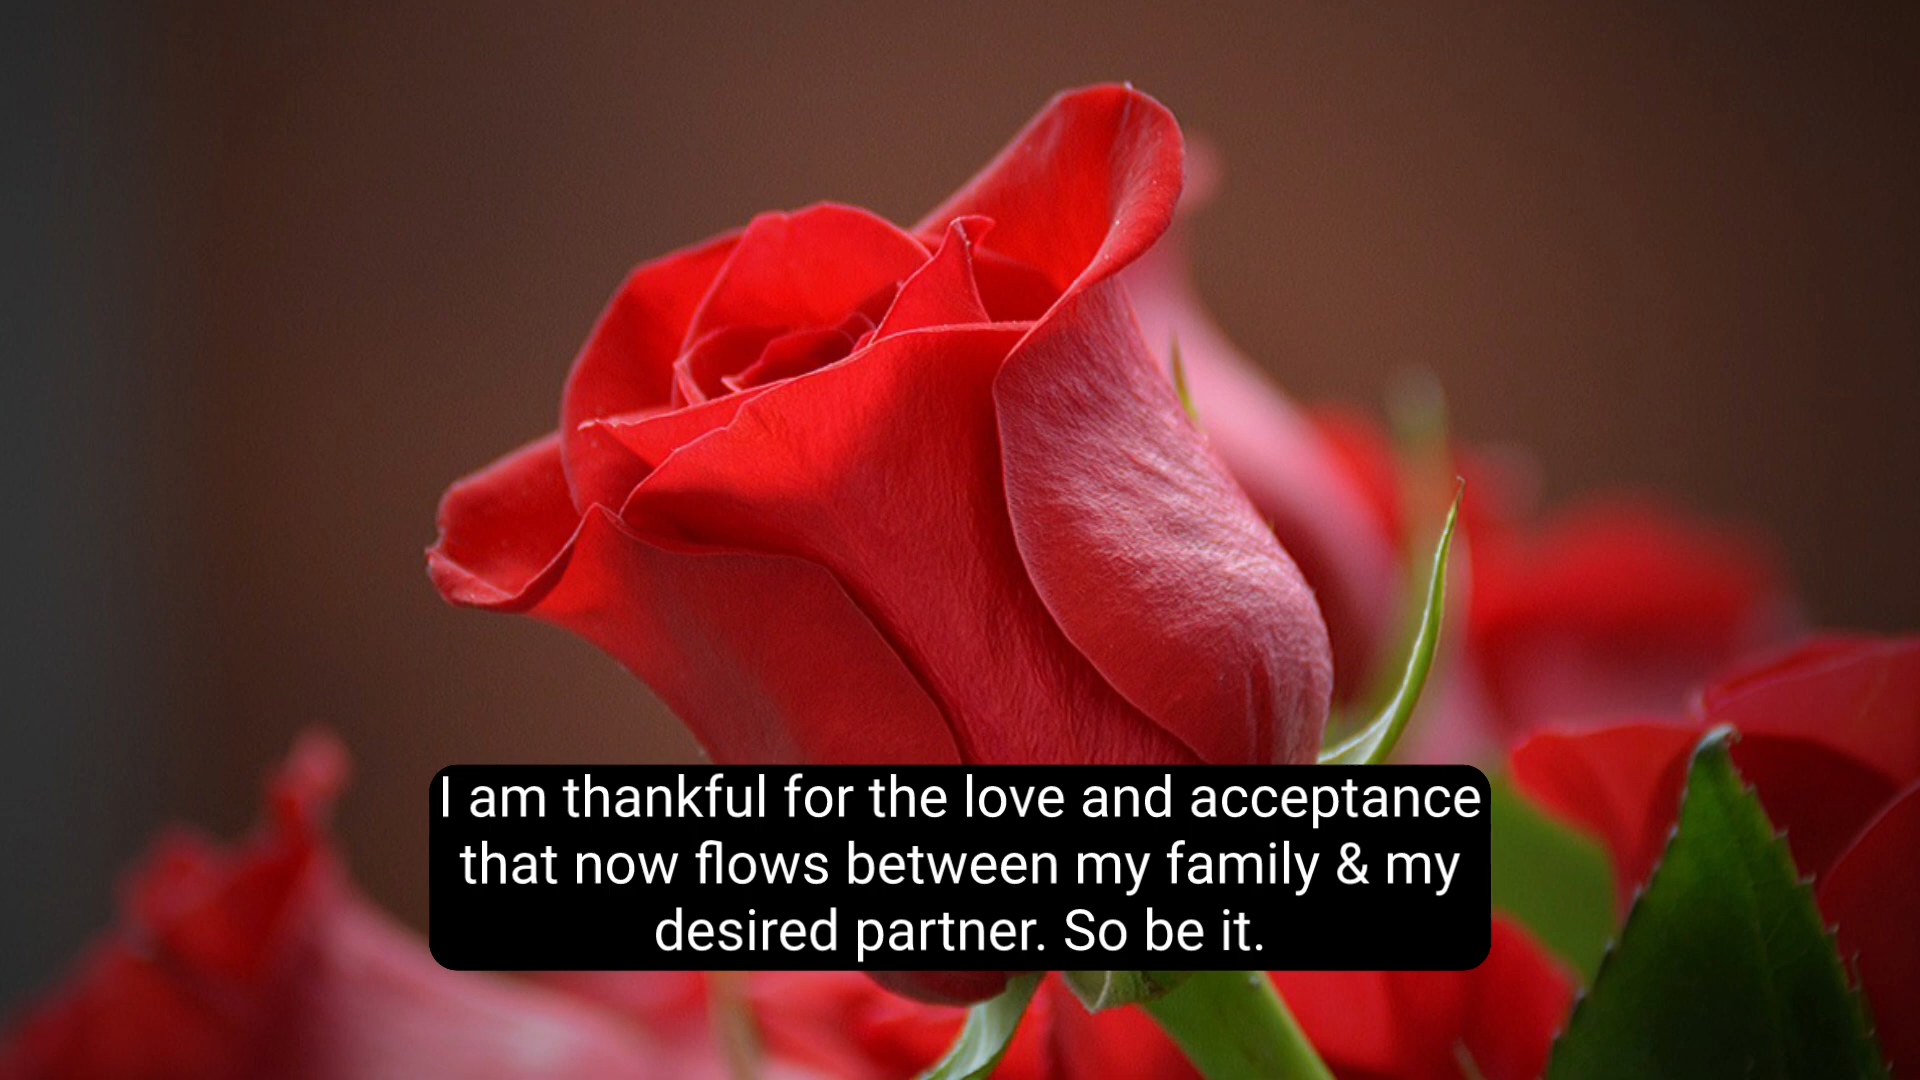 I am thankful for the love and acceptance
that now flows between my family & my
desired partner. So be it.